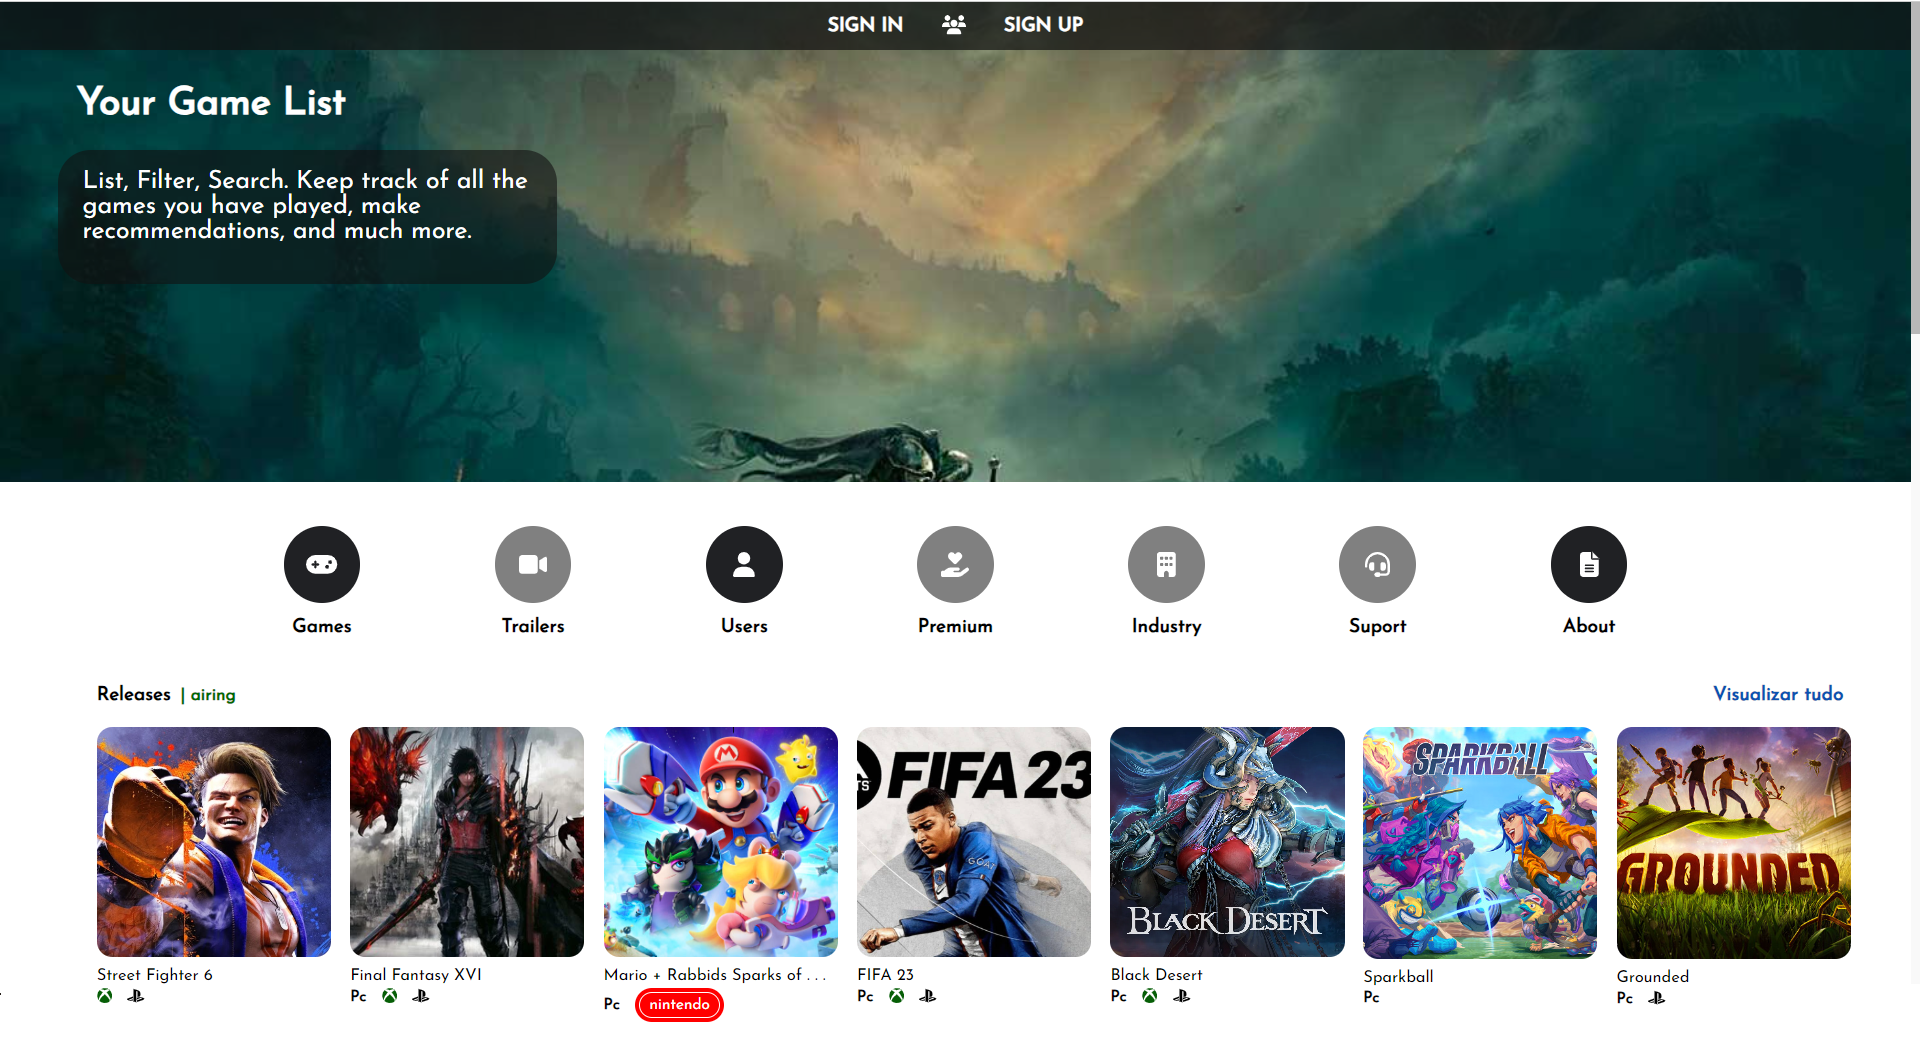 SIGN IN SIGN UP
Your Game List
List, Filter, Search. Keep track of all the
games you have played, make
recommendations, and much more.
Games Trailers Users Premium Industry Suport About
Releases | airing Visualizar tudo
FIFA 23
GOAT
BLACK DESERT
SPARKBALL
GROUNDED
Street Fighter 6
Final Fantasy XVI
Pc
Mario + Rabbids Sparks of . . .
Pc nintendo
FIFA 23
Pc
Black Desert
Pc
Sparkball
Pc
Grounded
Pc